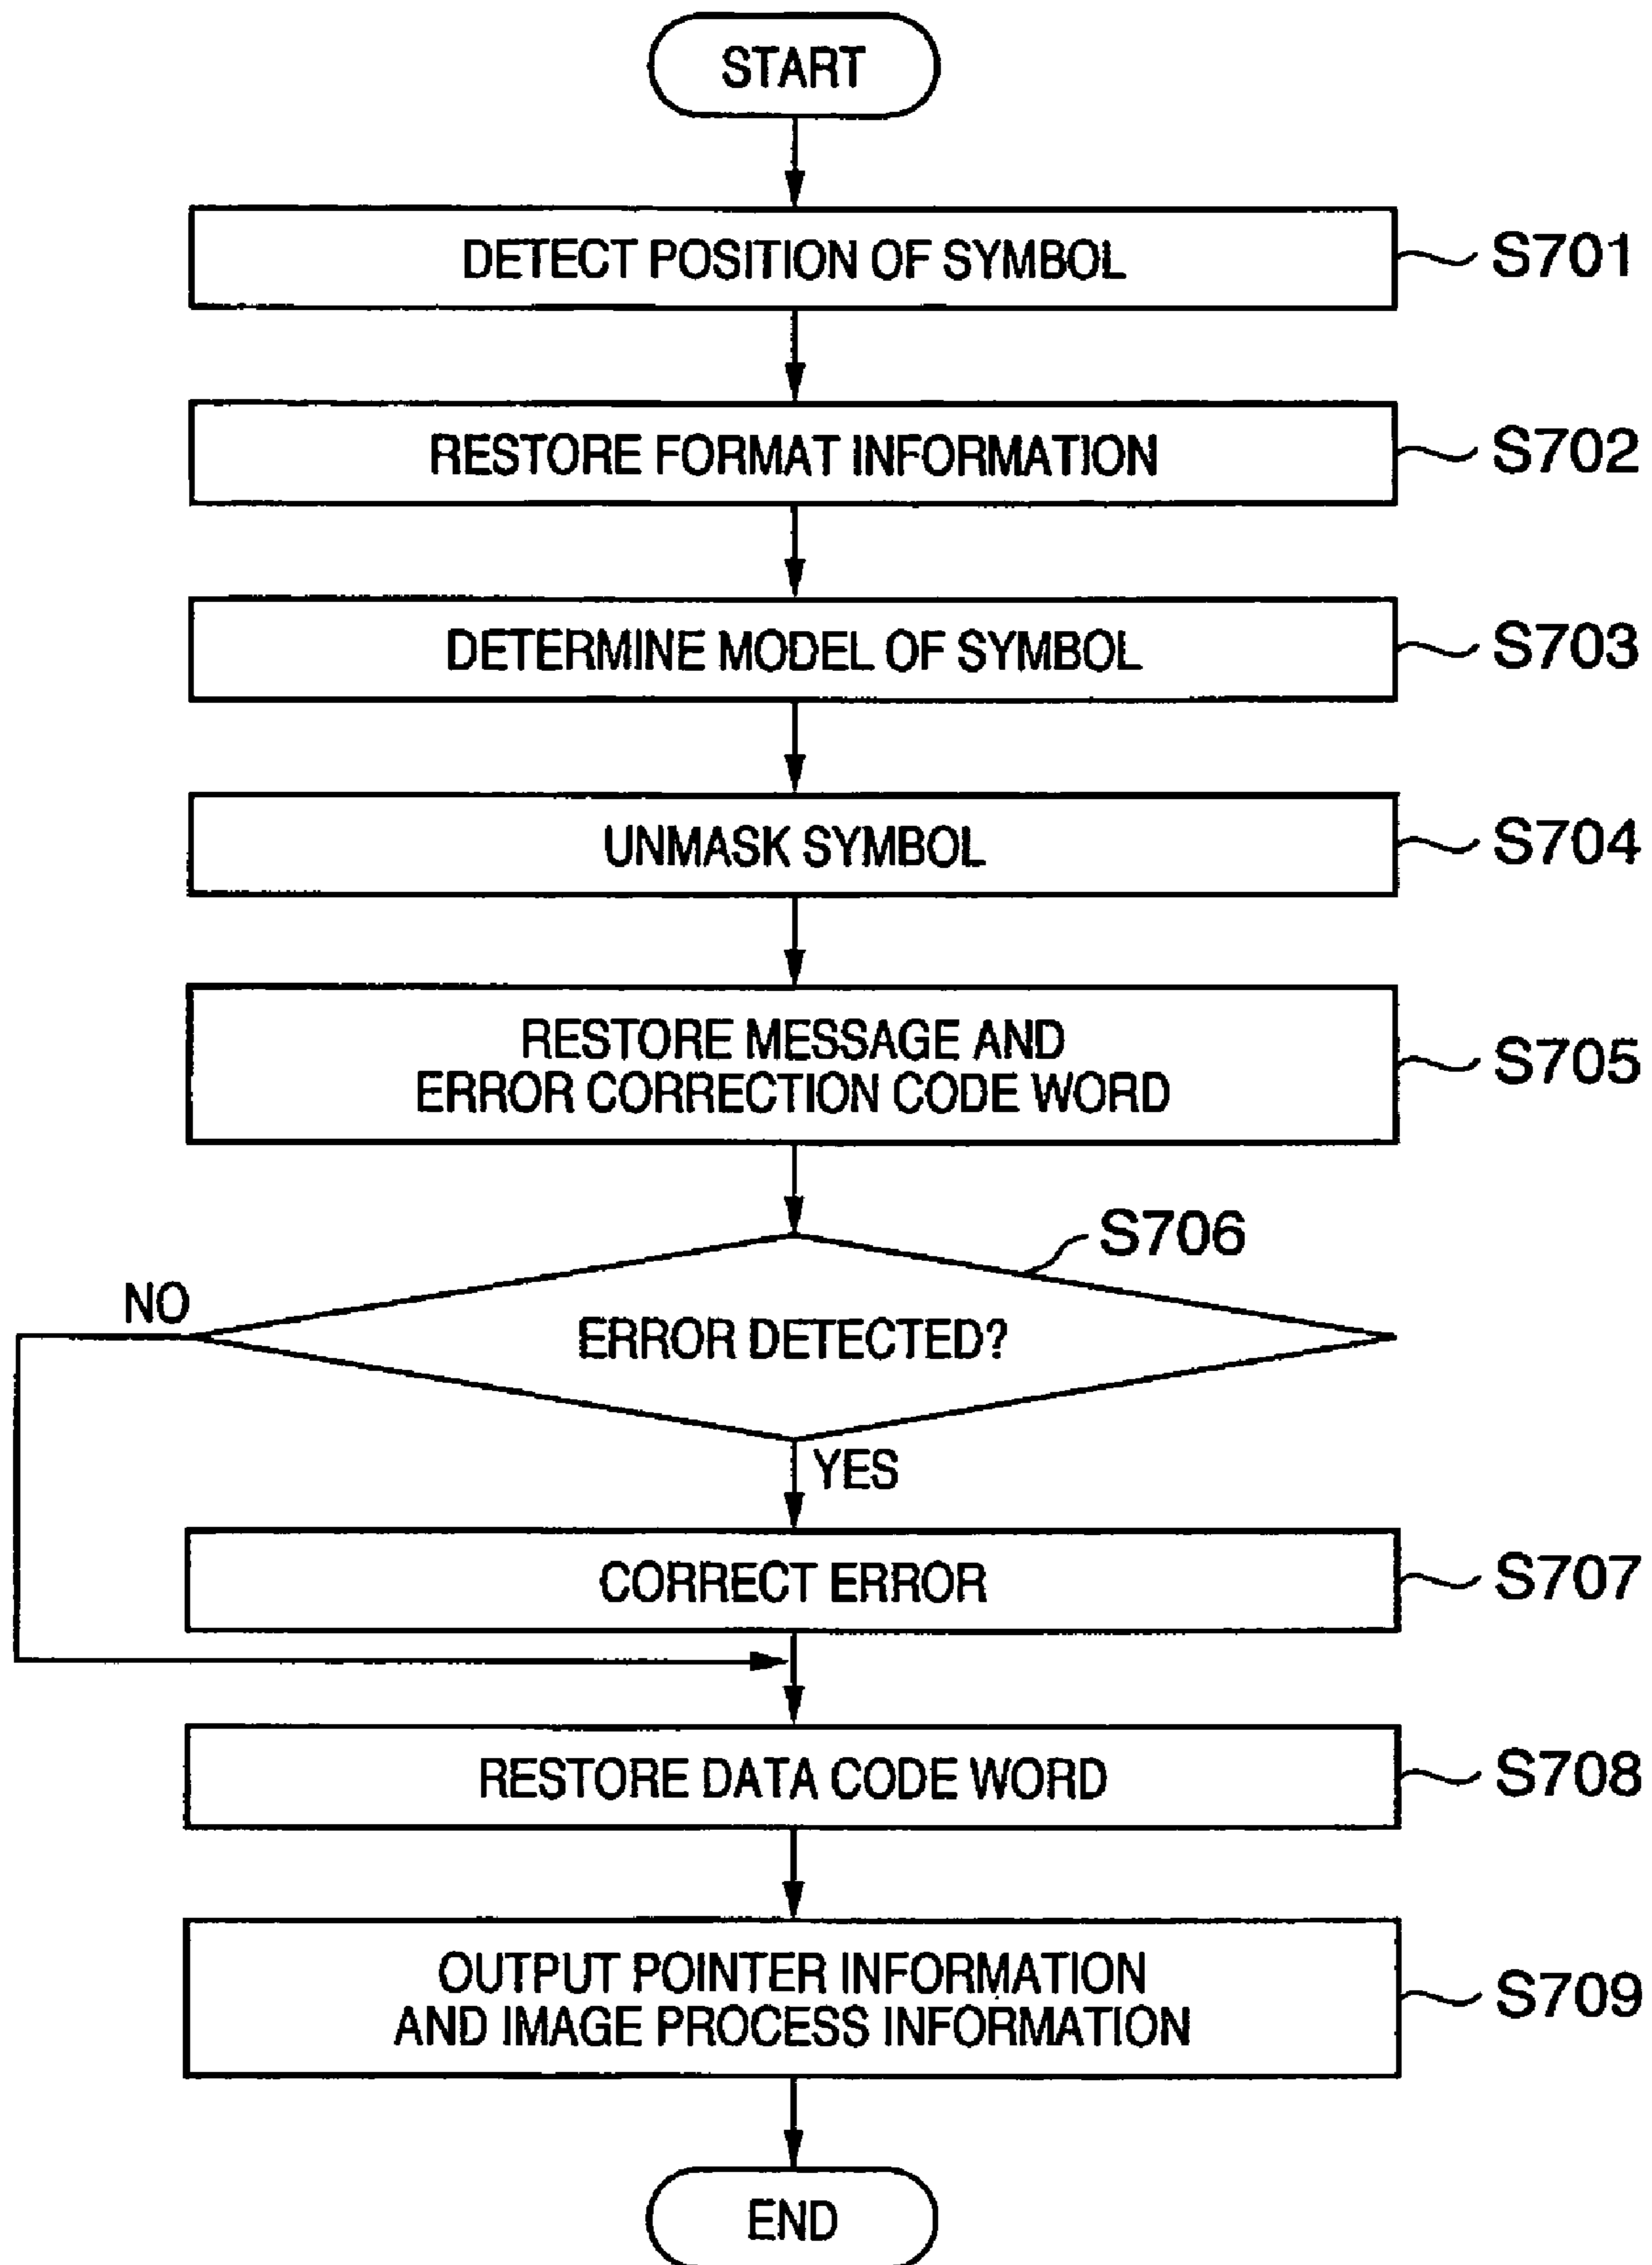 START
DETECT POSITION OF SYMBOL
S701
RESTORE FORMAT INFORMATION
S702
DETERMINE MODEL OF SYMBOL
S703
UNMASK SYMBOL
S704
RESTORE MESSAGE AND
ERROR CORRECTION CODE WORD
S705
S706
NO
ERROR DETECTED?
YES
CORRECT ERROR
S707
RESTORE DATA CODE WORD
S708
OUTPUT POINTER INFORMATION
AND IMAGE PROCESS INFORMATION
S709
END